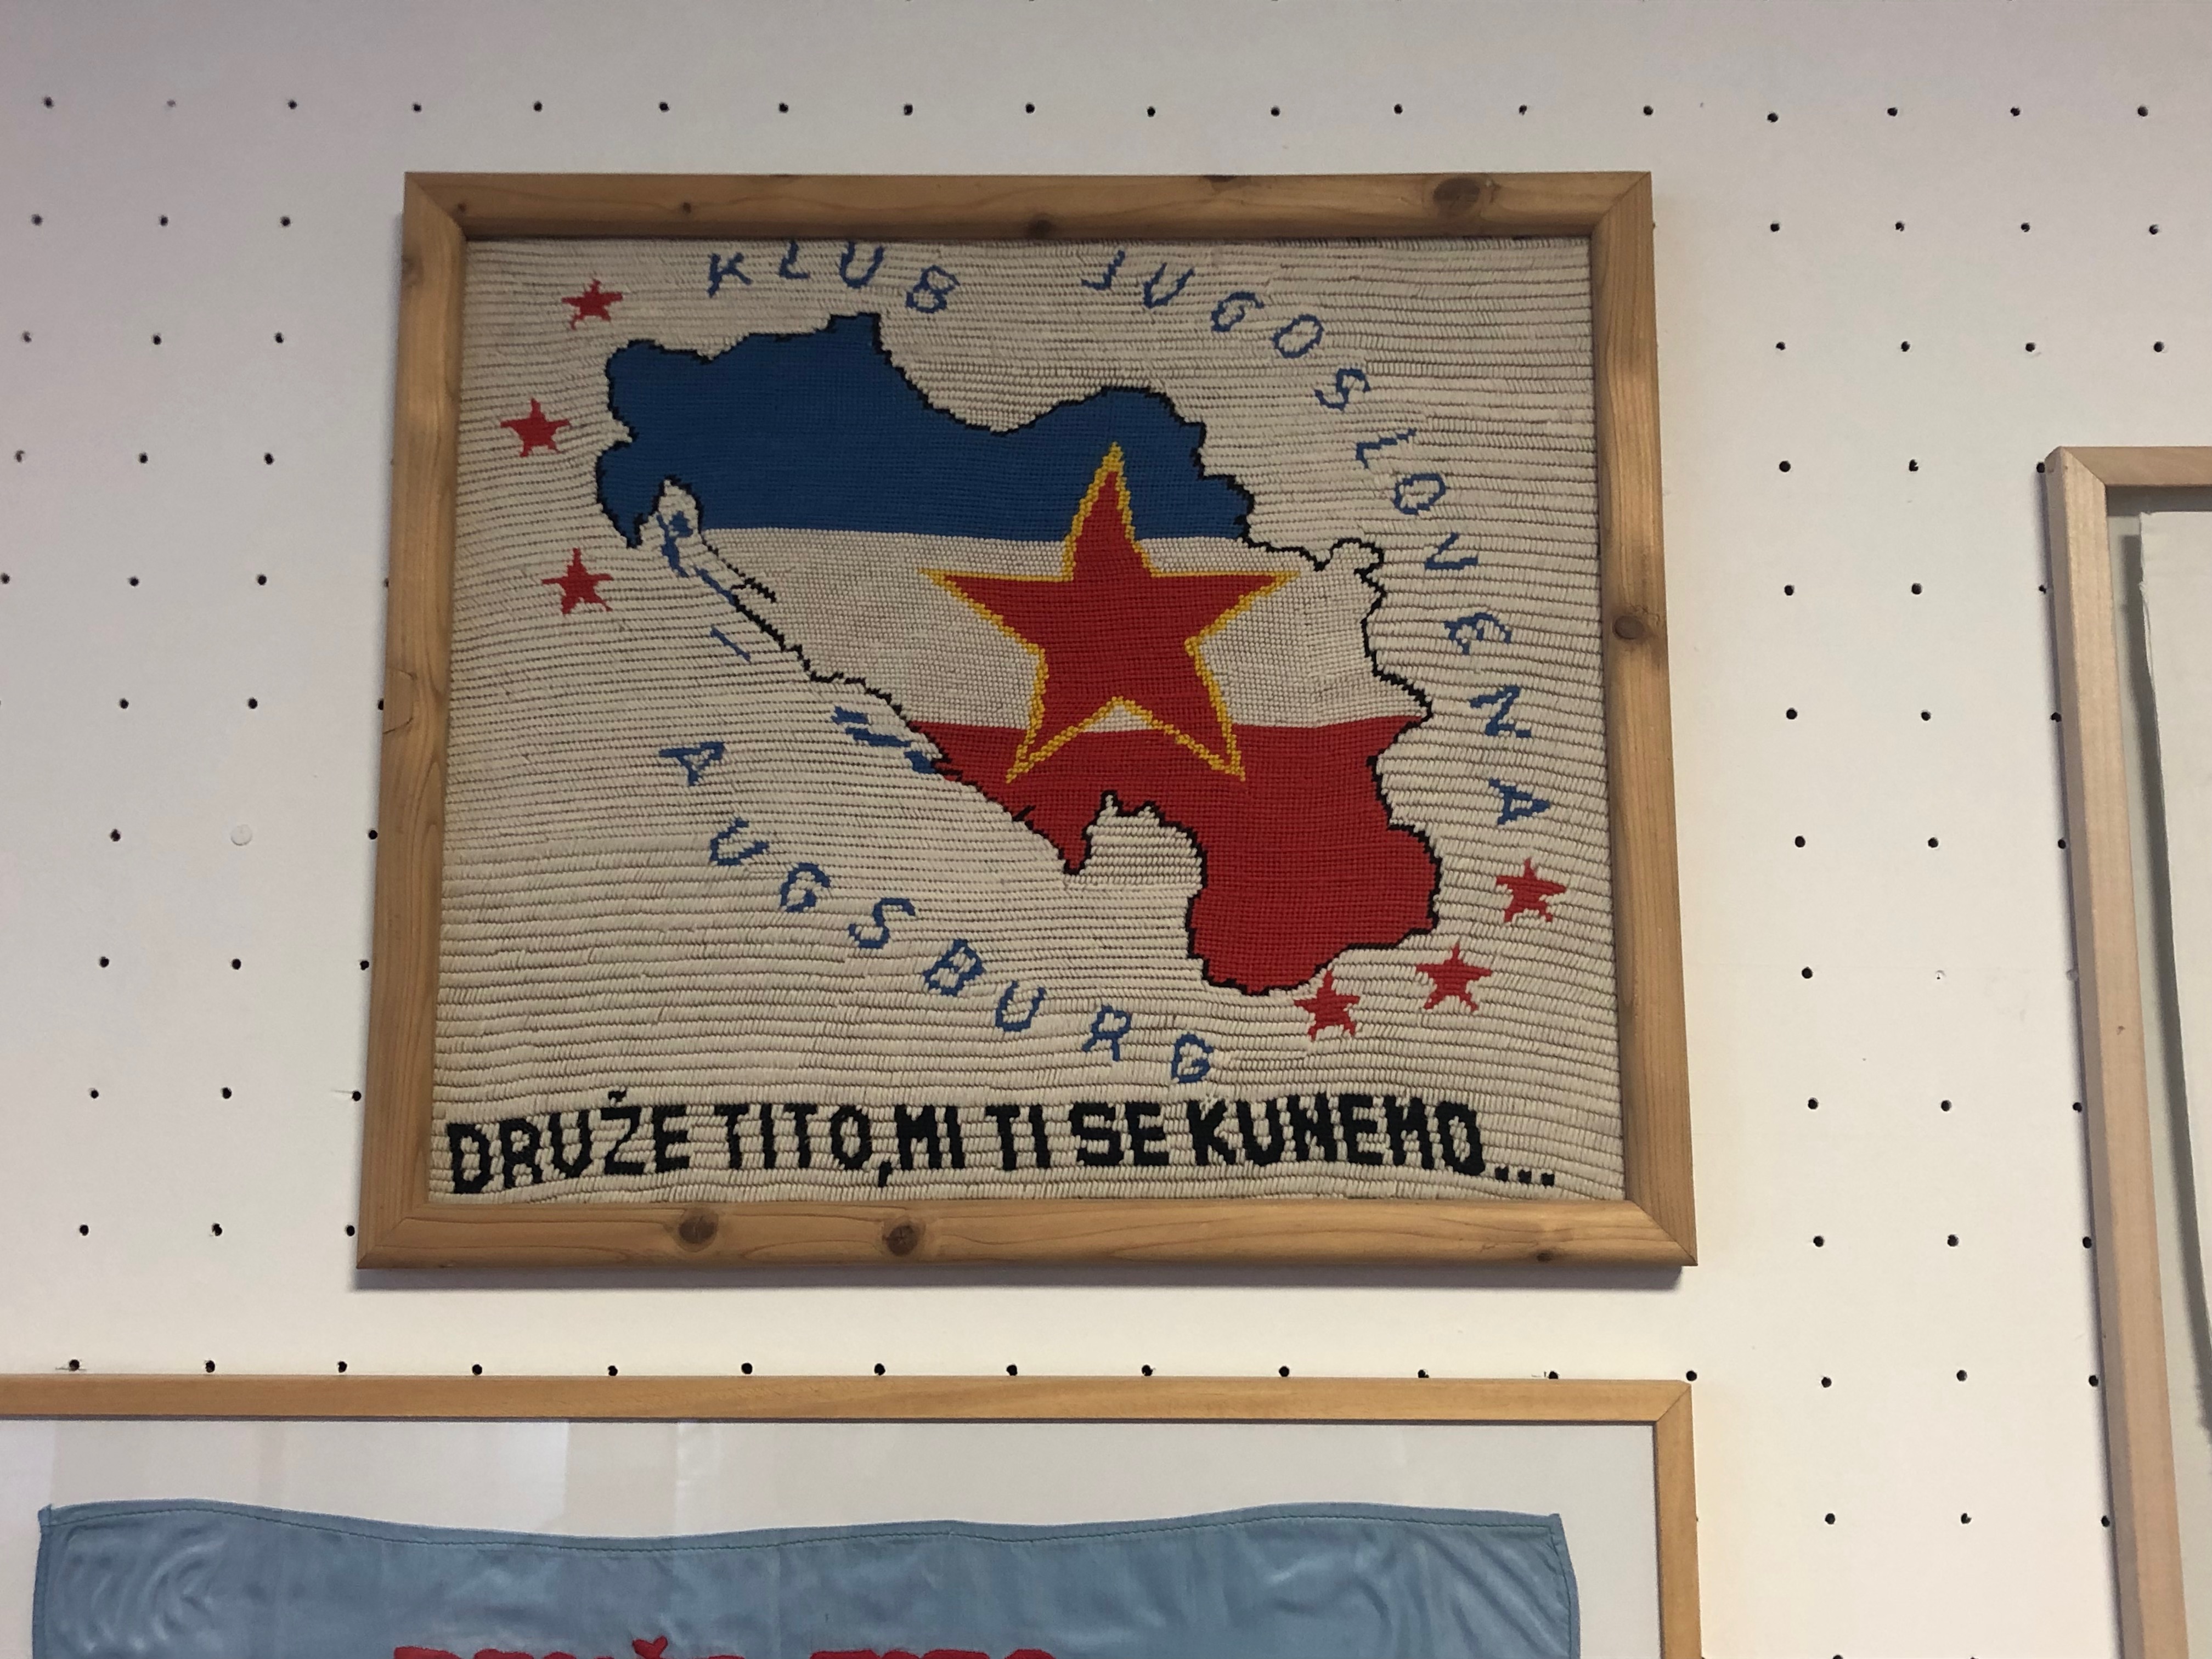 KLUB JUGOSLOVENA
AUGSBURG
DRUŽE TITO, MI TI SE KUNEMO...